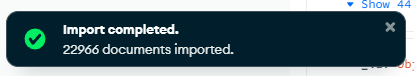 Show 44
Import completed.
22966 documents imported.